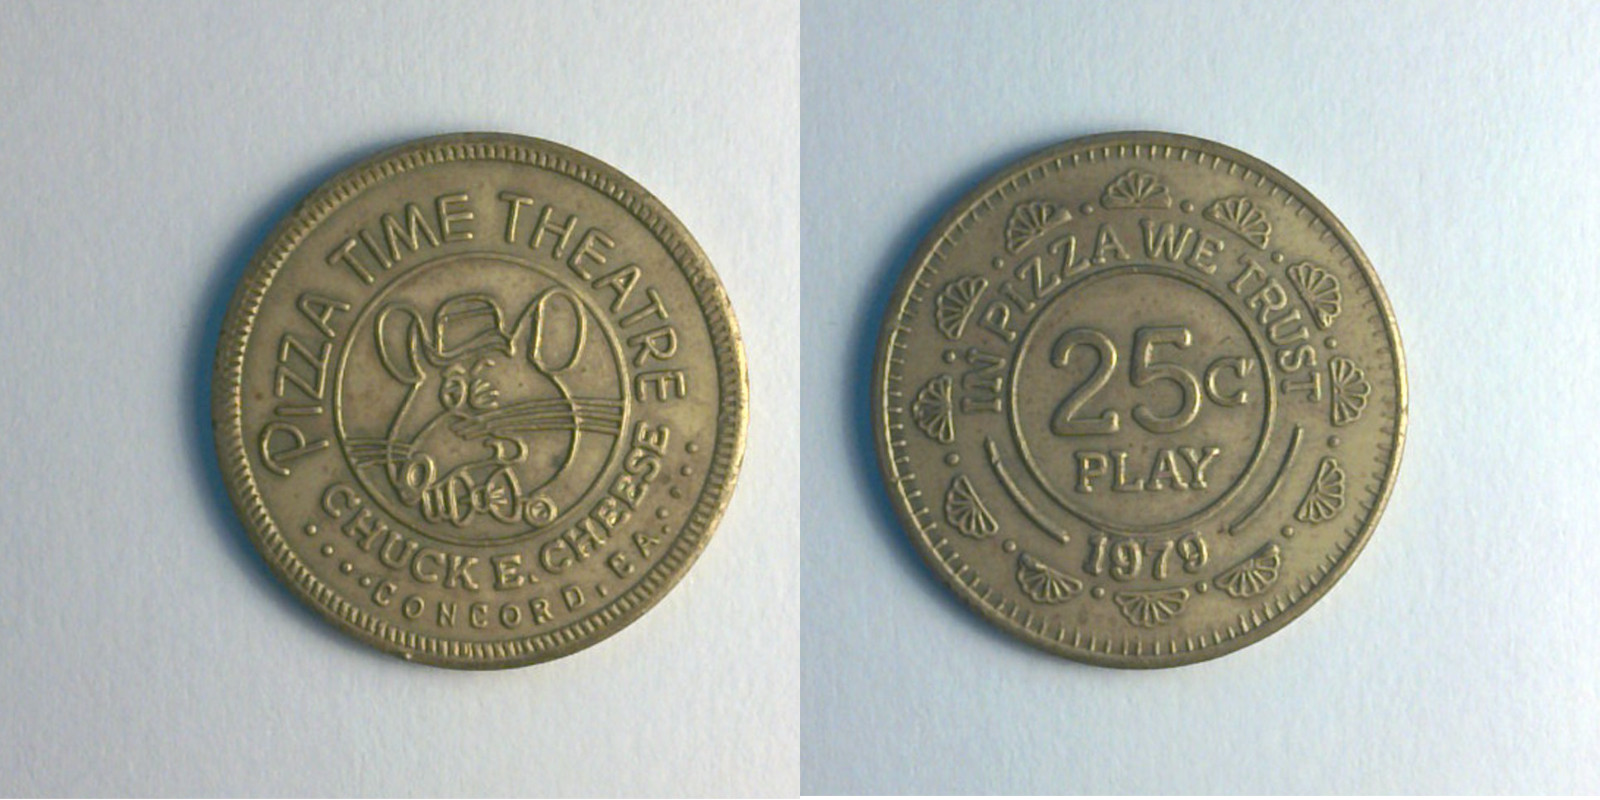 PIZZA TIME THEATRE
CHUCK E. CHEESE
CONCORD, CA.
IN PIZZA WE TRUST
25¢
PLAY
1979